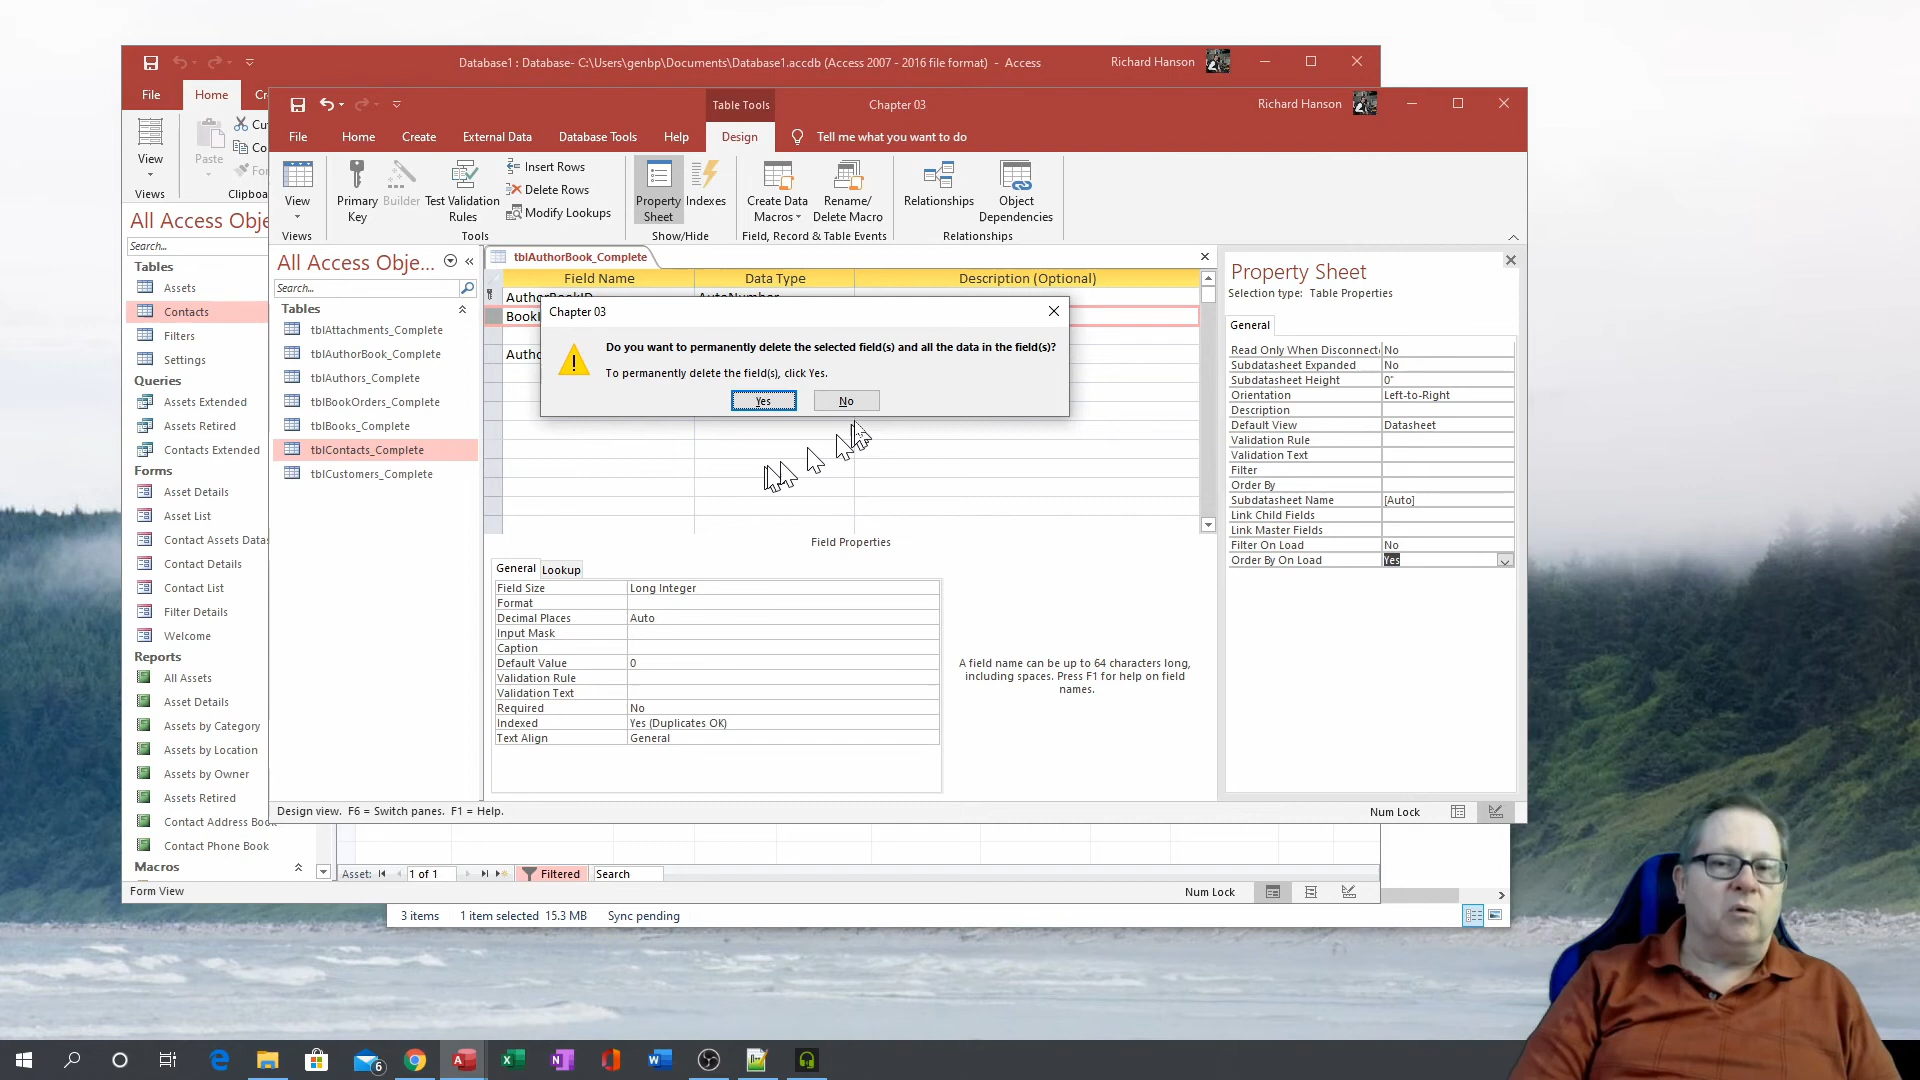 Database1 : Database- C:\Users\genbp\Documents\Database1.accdb (Access 2007 - 2016 file format) - Access
Richard Hanson
File
Home
Table Tools
Chapter 03
Richard Hanson
File
Home
Create
External Data
Database Tools
Help
Design
Tell me what you want to do
View
Paste
Views
View
Primary Key
Builder
Test Validation Rules
Insert Rows
Delete Rows
Modify Lookups
Property Sheet
Indexes
Create Data Macros
Rename/ Delete Macro
Relationships
Object Dependencies
Views
Tools
Show/Hide
Field, Record & Table Events
Relationships
Search...
Tables
Assets
Contacts
Filters
Settings
Queries
Assets Extended
Assets Retired
Contacts Extended
Forms
Asset Details
Asset List
Contact Details
Contact List
Filter Details
Welcome
Reports
All Assets
Asset Details
Assets by Category
Assets by Location
Assets by Owner
Assets Retired
Contact Phone Book
Macros
Form View
All Access Obje...
Search...
Tables
tblAttachments_Complete
tblAuthorBook_Complete
tblAuthors_Complete
tblBookOrders_Complete
tblBooks_Complete
tblContacts_Complete
tblCustomers_Complete
tblAuthorBook_Complete
Field Name
Data Type
Description (Optional)
AuthorBookID
AutoNumber
Chapter 03
Do you want to permanently delete the selected field(s) and all the data in the field(s)?
To permanently delete the field(s), click Yes.
Yes
No
Field Properties
General
Lookup
Field Size Long Integer
Format
Decimal Places Auto
Input Mask
Caption
Default Value 0
Validation Rule
Validation Text
Required No
Indexed Yes (Duplicates OK)
Text Align General
A field name can be up to 64 characters long,
including spaces. Press F1 for help on field
names.
Property Sheet
Selection type: Table Properties
General
Read Only When Disconnect No
Subdatasheet Expanded No
Subdatasheet Height 0"
Orientation Left-to-Right
Description
Default View Datasheet
Validation Rule
Validation Text
Filter
Order By
Subdatasheet Name [Auto]
Link Child Fields
Link Master Fields
Filter On Load No
Order By On Load Yes
Design view. F6 = Switch panes. F1 = Help.
Num Lock
Asset:
1 of 1
Filtered
Search
Num Lock
3 items
1 item selected 15.3 MB
Sync pending
6